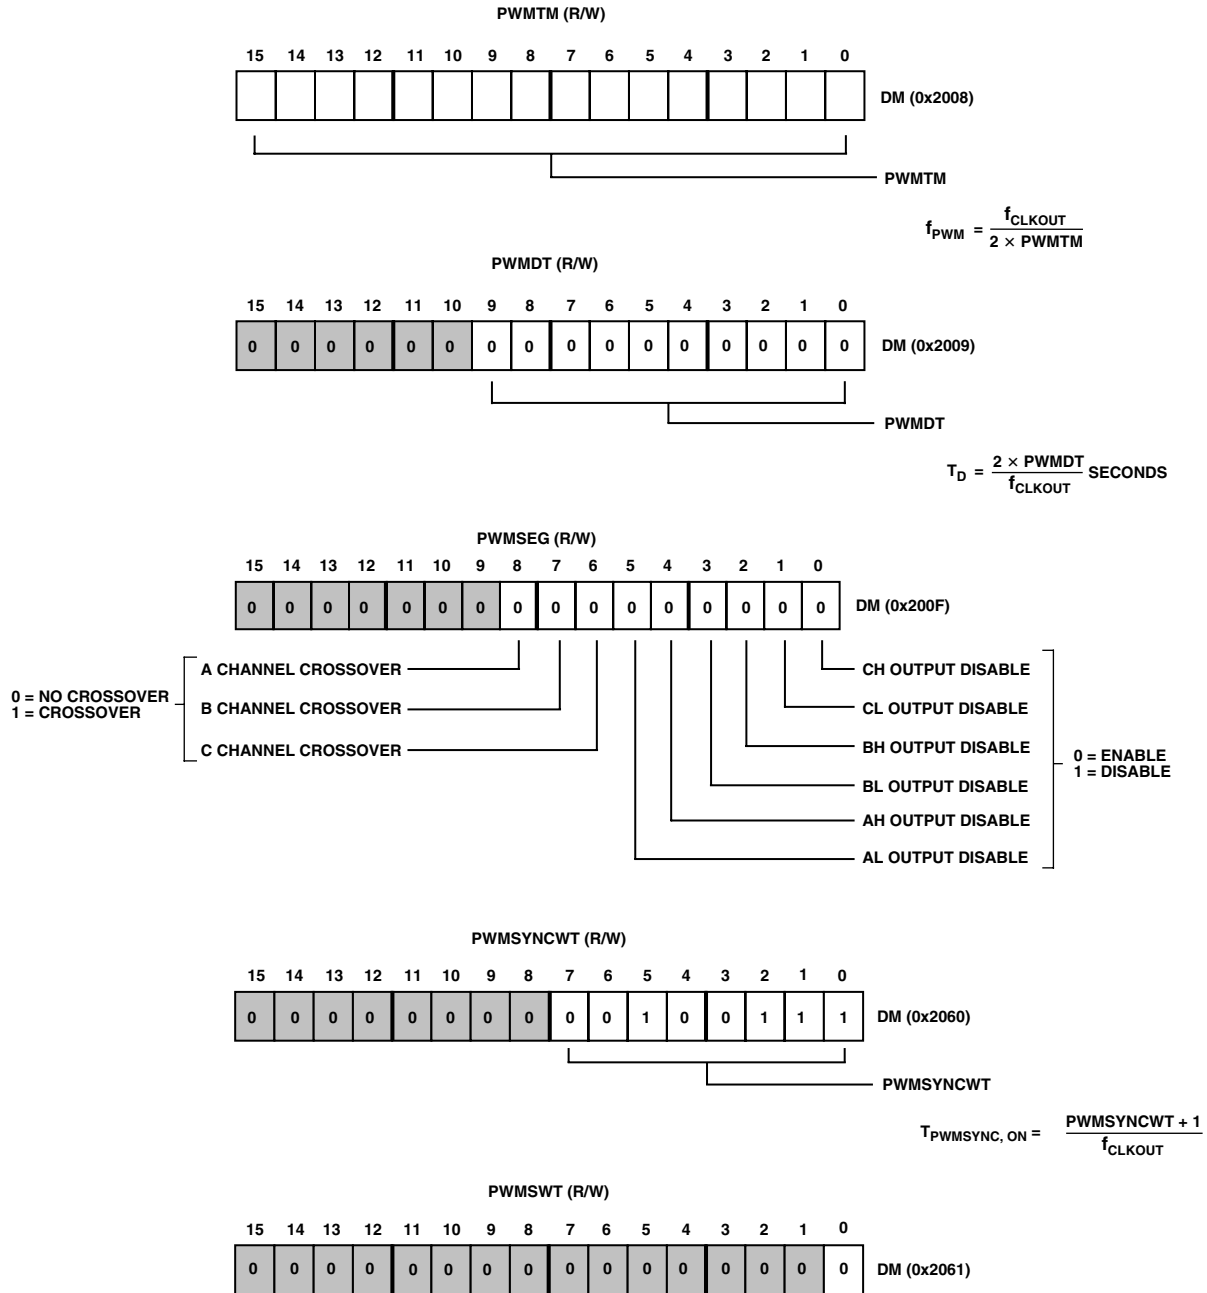 PWMTM (R/W)
15 14 13 12 11 10 9 8 7 6 5 4 3 2 1 0
DM (0x2008)
PWMTM
f_PWM = f_CLKOUT / 2 × PWMTM
PWMDT (R/W)
15 14 13 12 11 10 9 8 7 6 5 4 3 2 1 0
0 0 0 0 0 0 0 0 0 0 0 0 0 0 0 0 DM (0x2009)
PWMDT
T_D = 2 × PWMDT / f_CLKOUT SECONDS
PWMSEG (R/W)
15 14 13 12 11 10 9 8 7 6 5 4 3 2 1 0
0 0 0 0 0 0 0 0 0 0 0 0 0 0 0 0 DM (0x200F)
0 = NO CROSSOVER
1 = CROSSOVER
A CHANNEL CROSSOVER
B CHANNEL CROSSOVER
C CHANNEL CROSSOVER
CH OUTPUT DISABLE
CL OUTPUT DISABLE
BH OUTPUT DISABLE
BL OUTPUT DISABLE
AH OUTPUT DISABLE
AL OUTPUT DISABLE
0 = ENABLE
1 = DISABLE
PWMSYNCWT (R/W)
15 14 13 12 11 10 9 8 7 6 5 4 3 2 1 0
0 0 0 0 0 0 0 0 0 0 1 0 0 1 1 1 DM (0x2060)
PWMSYNCWT
T_PWMSYNC, ON = PWMSYNCWT + 1 / f_CLKOUT
PWMSWT (R/W)
15 14 13 12 11 10 9 8 7 6 5 4 3 2 1 0
0 0 0 0 0 0 0 0 0 0 0 0 0 0 0 0 DM (0x2061)